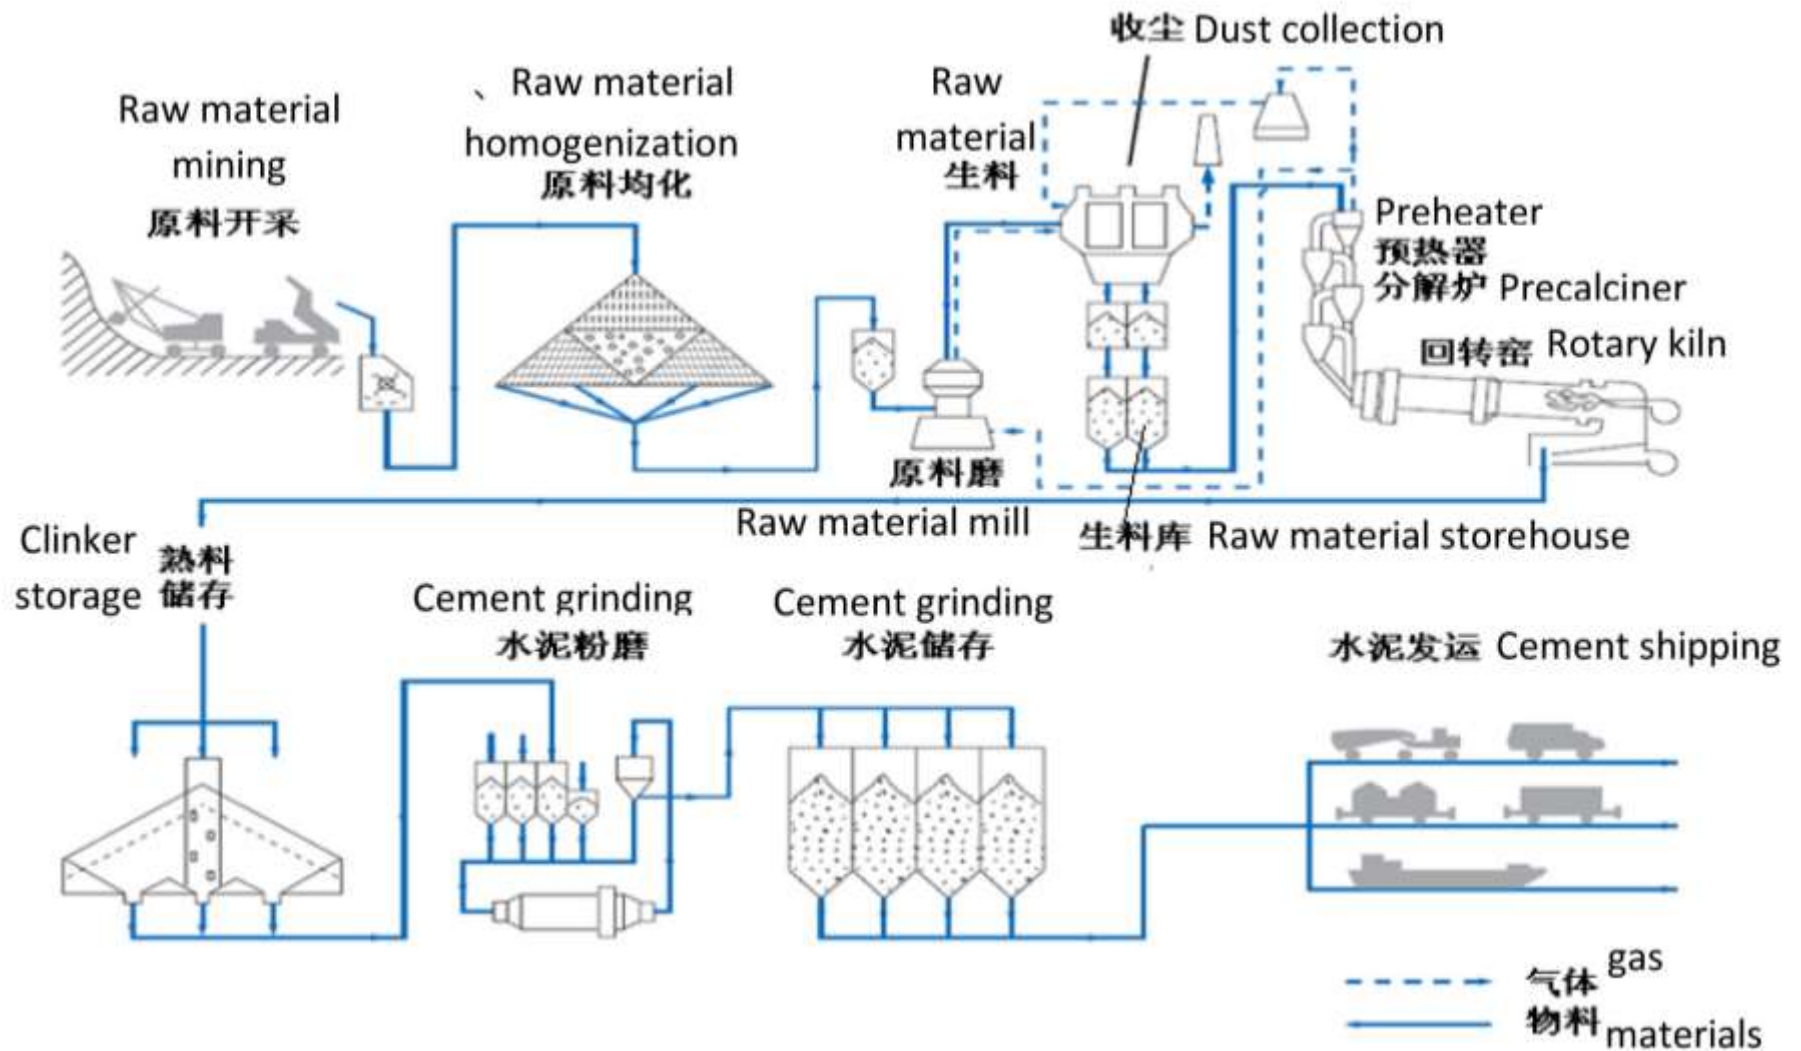 收尘 Dust collection
Raw material
mining
原料开采
、Raw material
homogenization
原料均化
Raw
material
生料
Preheater
预热器
分解炉 Precalciner
回转窑 Rotary kiln
原料磨
Raw material mill
生料库 Raw material storehouse
Clinker
storage
熟料
储存
Cement grinding
水泥粉磨
Cement grinding
水泥储存
水泥发运 Cement shipping
气体 gas
物料 materials